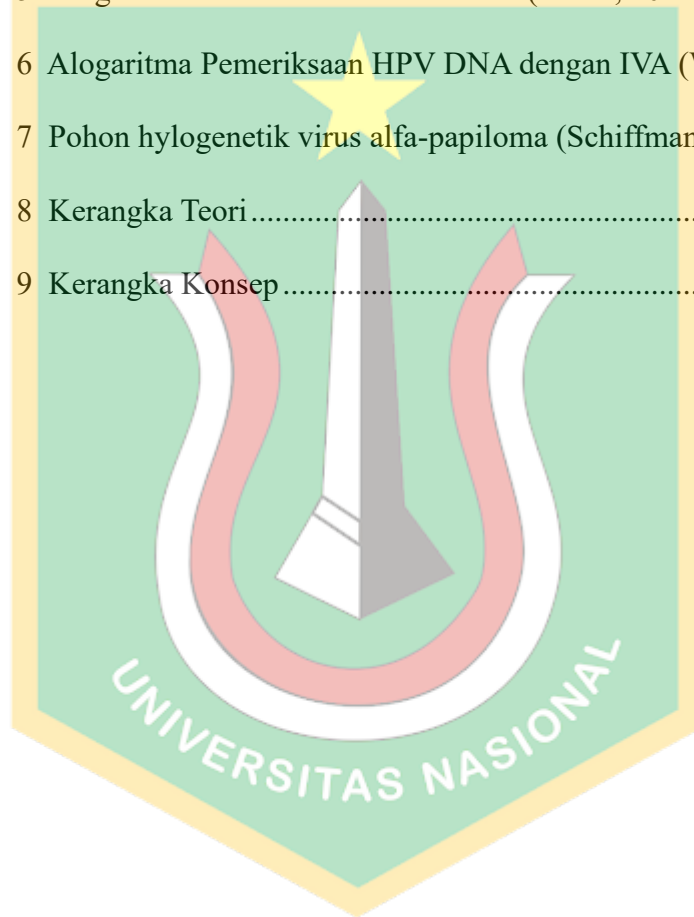 6 Alogaritma Pemeriksaan HPV DNA dengan IVA
7 Pohon hylogenetik virus alfa-papiloma (Schiffman
8 Kerangka Teori......................................................
9 Kerangka Konsep..................................................
UNIVERSITAS NASIONAL